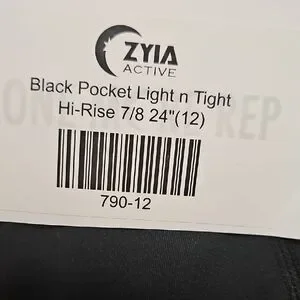 ZYIA
ACTIVE
Black Pocket Light n Tight
Hi-Rise 7/8 24"(12)
790-12